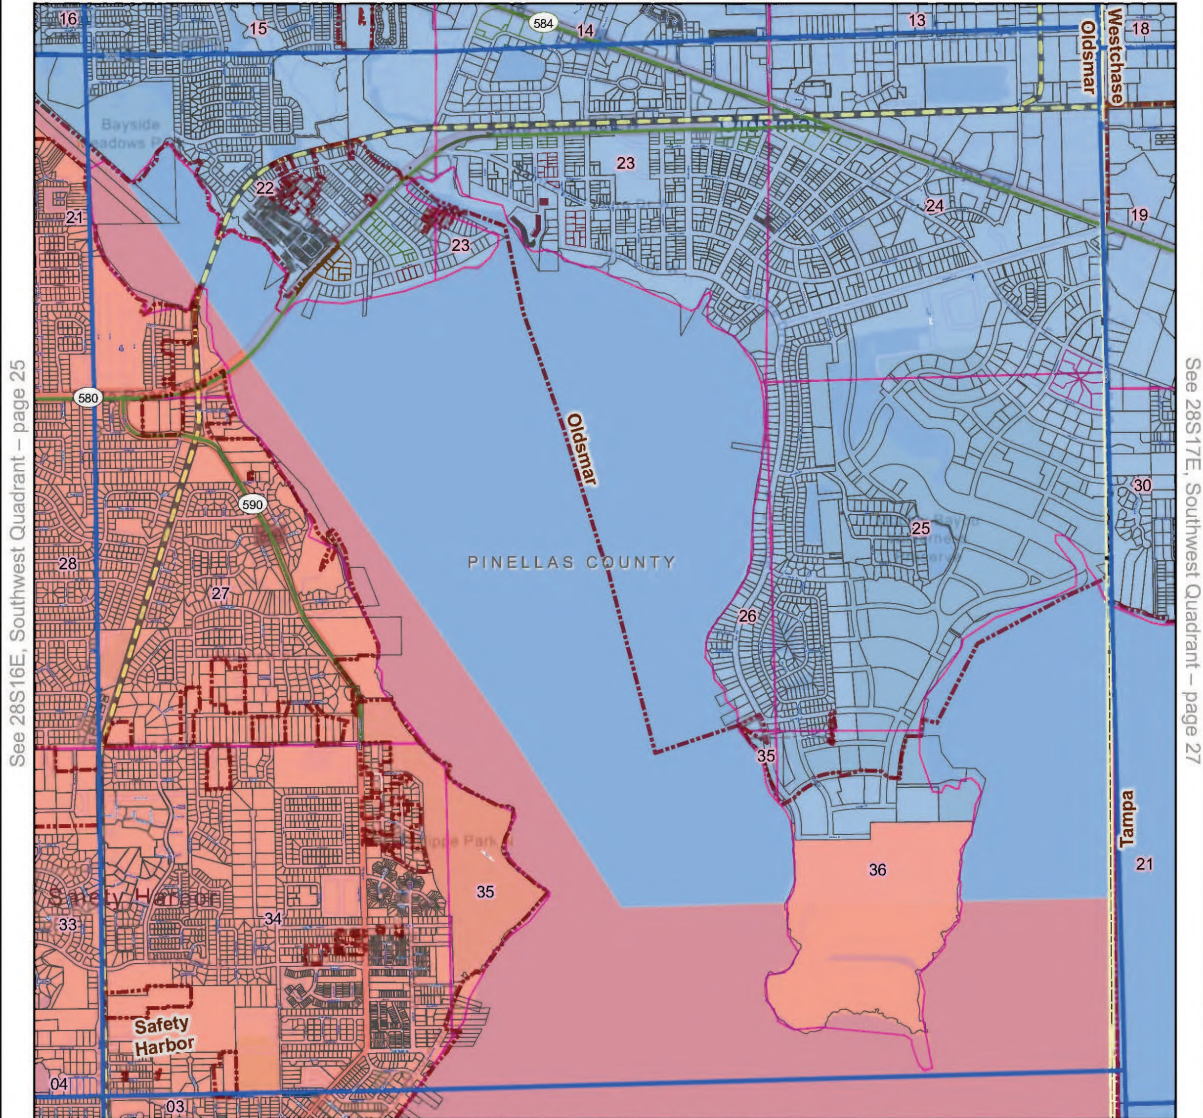 16
15
584
14
13
18
Westchase
Oldsmar
Bayside
22
23
24
19
21
23
See 28S16E, Southwest Quadrant – page 25
See 28S17E, Southwest Quadrant – page 27
580
Oldsmar
590
30
25
PINELLAS COUNTY
28
27
26
35
Tampa
21
36
35
Safety Harbor
33
34
Safety
Harbor
04
03